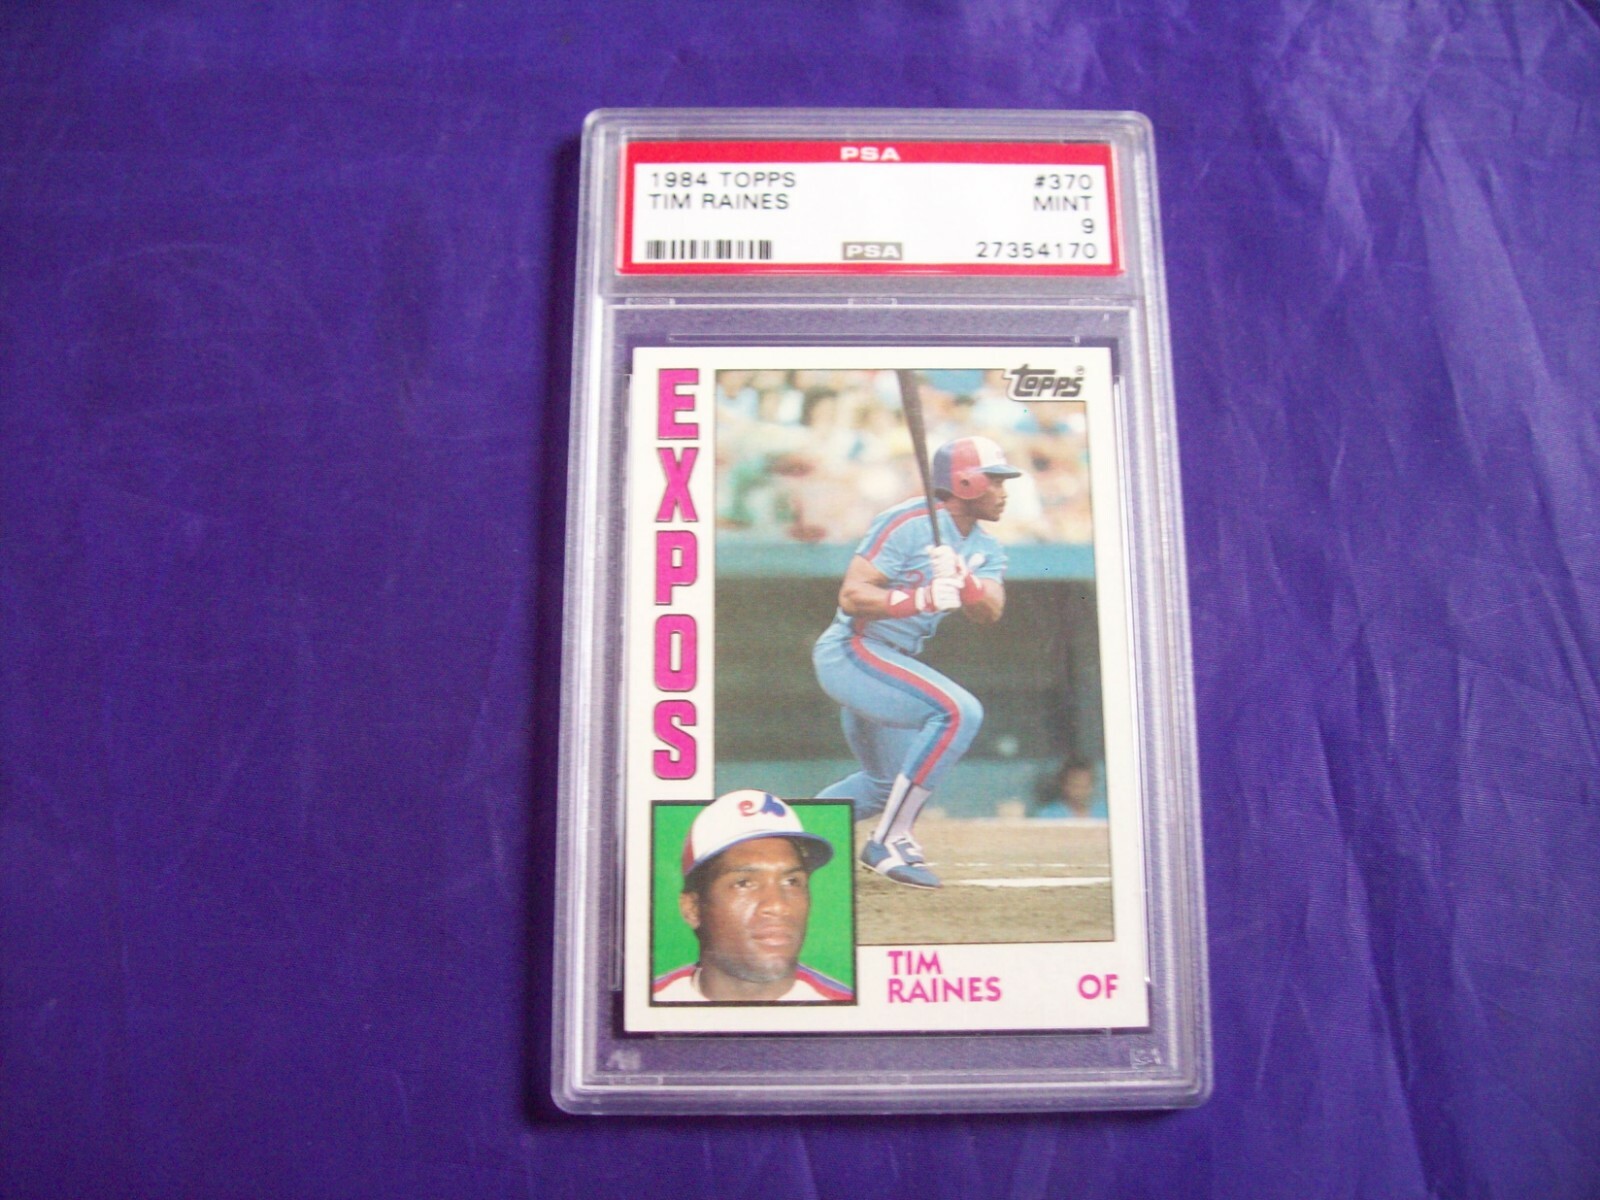 PSA
1984 TOPPS #370
TIM RAINES MINT
9
PSA 27354170
EXPOS
Topps
TIM
RAINES OF